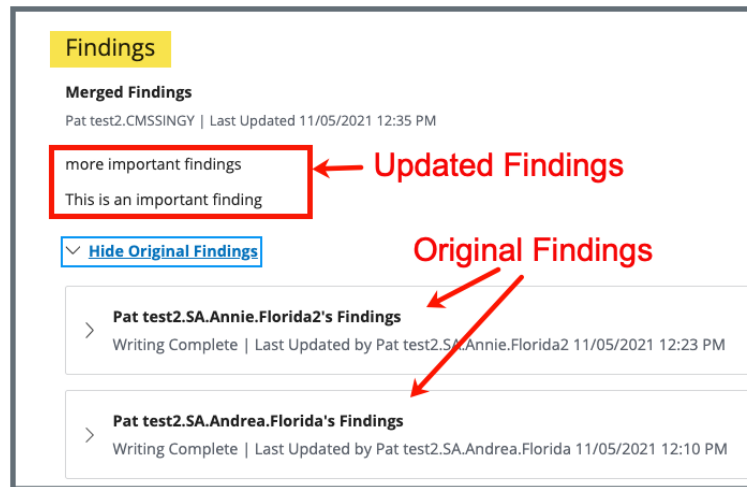 Findings
Merged Findings
Pat test2.CMSSINGY | Last Updated 11/05/2021 12:35 PM
more important findings
Updated Findings
This is an important finding
Hide Original Findings
Original Findings
Pat test2.SA.Annie.Florida2's Findings
Writing Complete | Last Updated by Pat test2.SA.Annie.Florida2 11/05/2021 12:23 PM
Pat test2.SA.Andrea.Florida's Findings
Writing Complete | Last Updated by Pat test2.SA.Andrea.Florida 11/05/2021 12:10 PM